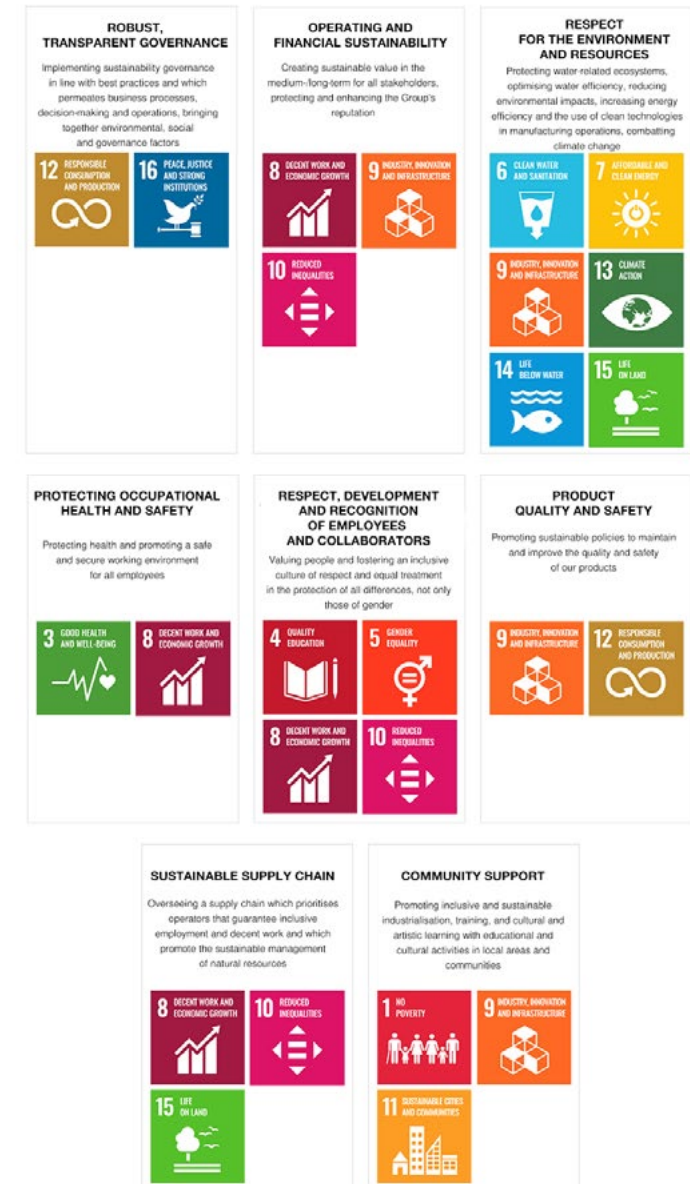 ROBUST,
TRANSPARENT GOVERNANCE
Implementing sustainability governance
in line with best practices and which
permeates business processes,
decision-making and operations, bringing
together environmental, social
and governance factors
12 RESPONSIBLE
CONSUMPTION
AND PRODUCTION
16 PEACE, JUSTICE
AND STRONG
INSTITUTIONS
OPERATING AND
FINANCIAL SUSTAINABILITY
Creating sustainable value in the
medium-/long-term for all stakeholders,
protecting and enhancing the Group's
reputation
8 DECENT WORK AND
ECONOMIC GROWTH
9 INDUSTRY, INNOVATION
AND INFRASTRUCTURE
10 REDUCED
INEQUALITIES
RESPECT
FOR THE ENVIRONMENT
AND RESOURCES
Protecting water-related ecosystems,
optimising water efficiency, reducing
environmental impacts, increasing energy
efficiency and the use of clean technologies
in manufacturing operations, combatting
climate change
6 CLEAN WATER
AND SANITATION
7 AFFORDABLE AND
CLEAN ENERGY
9 INDUSTRY, INNOVATION
AND INFRASTRUCTURE
13 CLIMATE
ACTION
14 LIFE
BELOW WATER
15 LIFE
ON LAND
PROTECTING OCCUPATIONAL
HEALTH AND SAFETY
Protecting health and promoting a safe
and secure working environment
for all employees
3 GOOD HEALTH
AND WELL-BEING
8 DECENT WORK AND
ECONOMIC GROWTH
RESPECT, DEVELOPMENT
AND RECOGNITION
OF EMPLOYEES
AND COLLABORATORS
Valuing people and fostering an inclusive
culture of respect and equal treatment
in the protection of all differences, not only
those of gender
4 QUALITY
EDUCATION
5 GENDER
EQUALITY
8 DECENT WORK AND
ECONOMIC GROWTH
10 REDUCED
INEQUALITIES
PRODUCT
QUALITY AND SAFETY
Promoting sustainable policies to maintain
and improve the quality and safety
of our products
9 INDUSTRY, INNOVATION
AND INFRASTRUCTURE
12 RESPONSIBLE
CONSUMPTION
AND PRODUCTION
SUSTAINABLE SUPPLY CHAIN
Overseeing a supply chain which prioritises
operators that guarantee inclusive
employment and decent work and which
promote the sustainable management
of natural resources
8 DECENT WORK AND
ECONOMIC GROWTH
10 REDUCED
INEQUALITIES
15 LIFE
ON LAND
COMMUNITY SUPPORT
Promoting inclusive and sustainable
industrialisation, training, and cultural and
artistic learning with educational and
cultural activities in local areas and
communities
1 NO
POVERTY
9 INDUSTRY, INNOVATION
AND INFRASTRUCTURE
11 SUSTAINABLE CITIES
AND COMMUNITIES